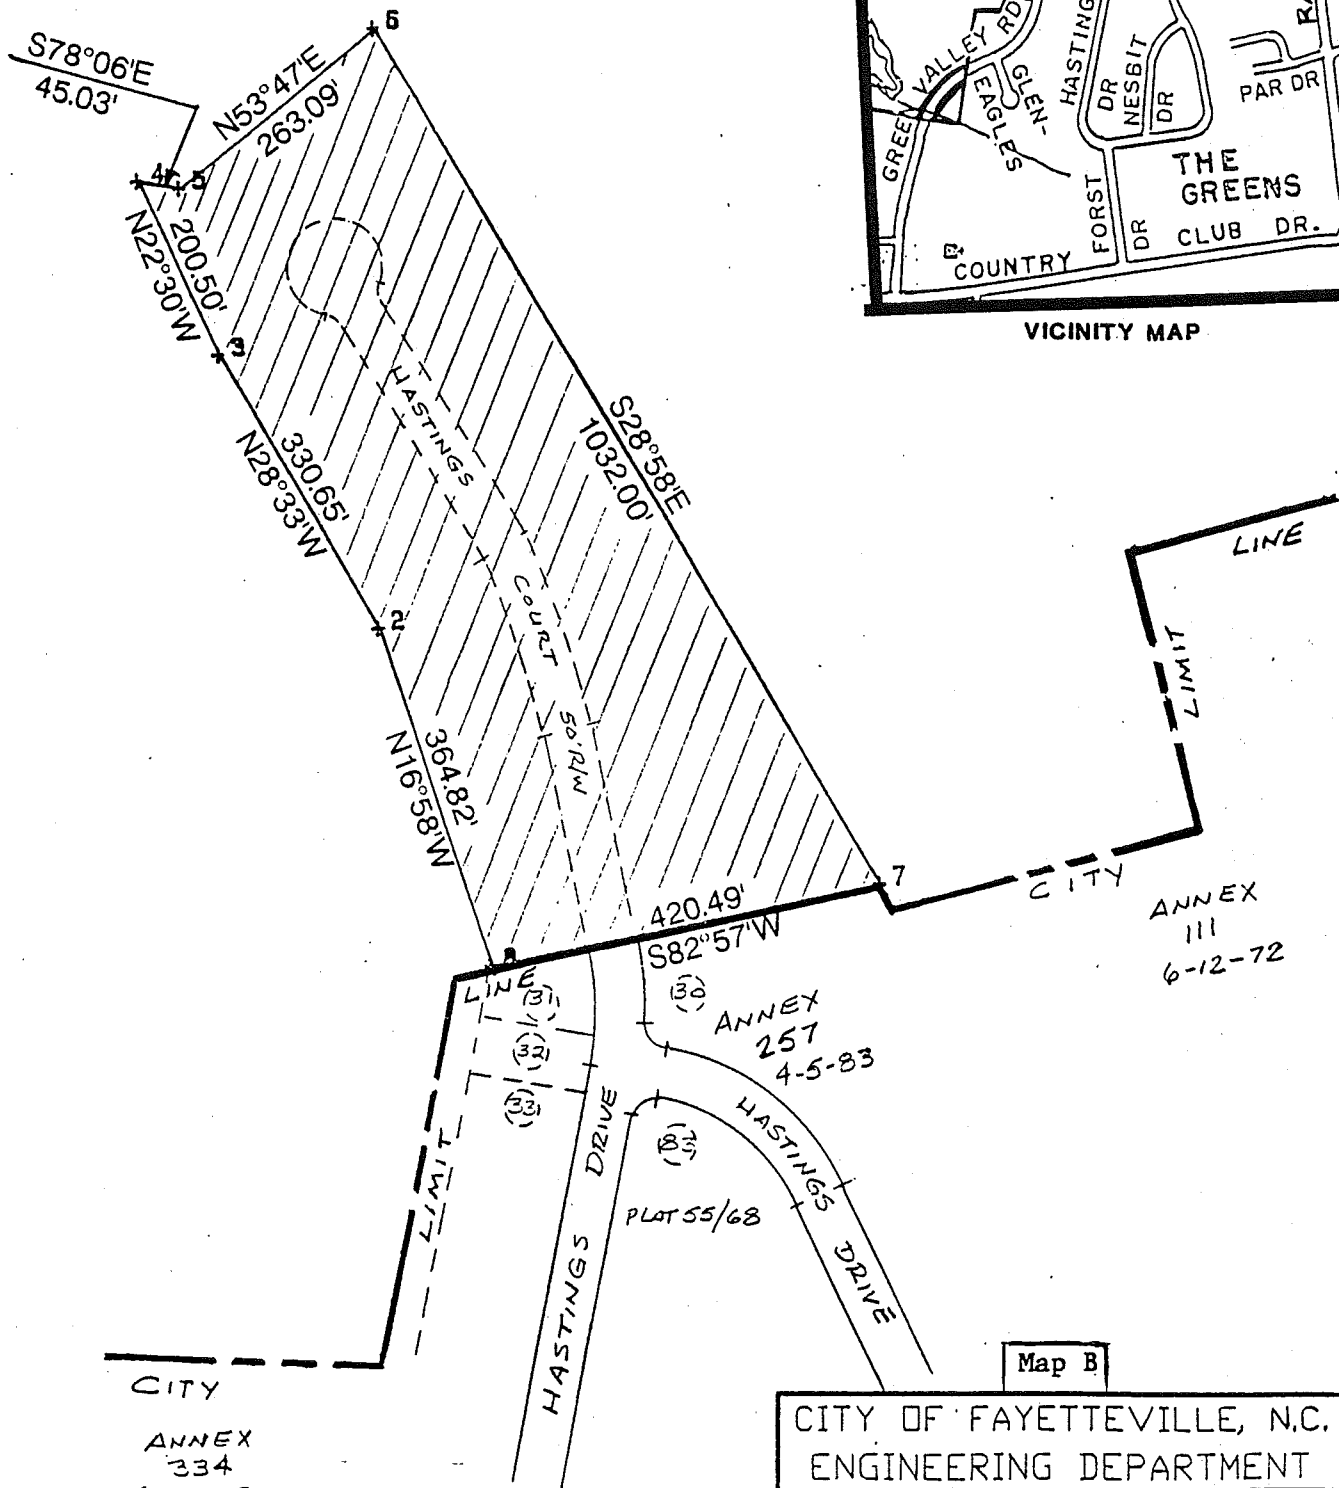 6
S78°06'E
45.03'
N53°47'E
263.09'
4
5
200.50'
N22°30'W
3
330.65'
N28°33'W
2
364.82'
N16°58'W
HASTINGS
COURT
50' R/W
S28°58'E
1032.00'
7
420.49'
S82°57'W
VALLEY RD
GREE
EAGLES
GLEN-
HASTING
DR
NESBIT
DR
PAR DR
THE
GREENS
FORST
DR
COUNTRY
CLUB DR.
VICINITY MAP
LINE
LIMIT
CITY
ANNEX
111
6-12-72
LINE
31
32
33
30
ANNEX
257
4-5-83
HASTINGS
DRIVE
83
PLAT 55/68
HASTINGS
DRIVE
LIMIT
CITY
ANNEX
334
Map B
CITY OF FAYETTEVILLE, N.C.
ENGINEERING DEPARTMENT